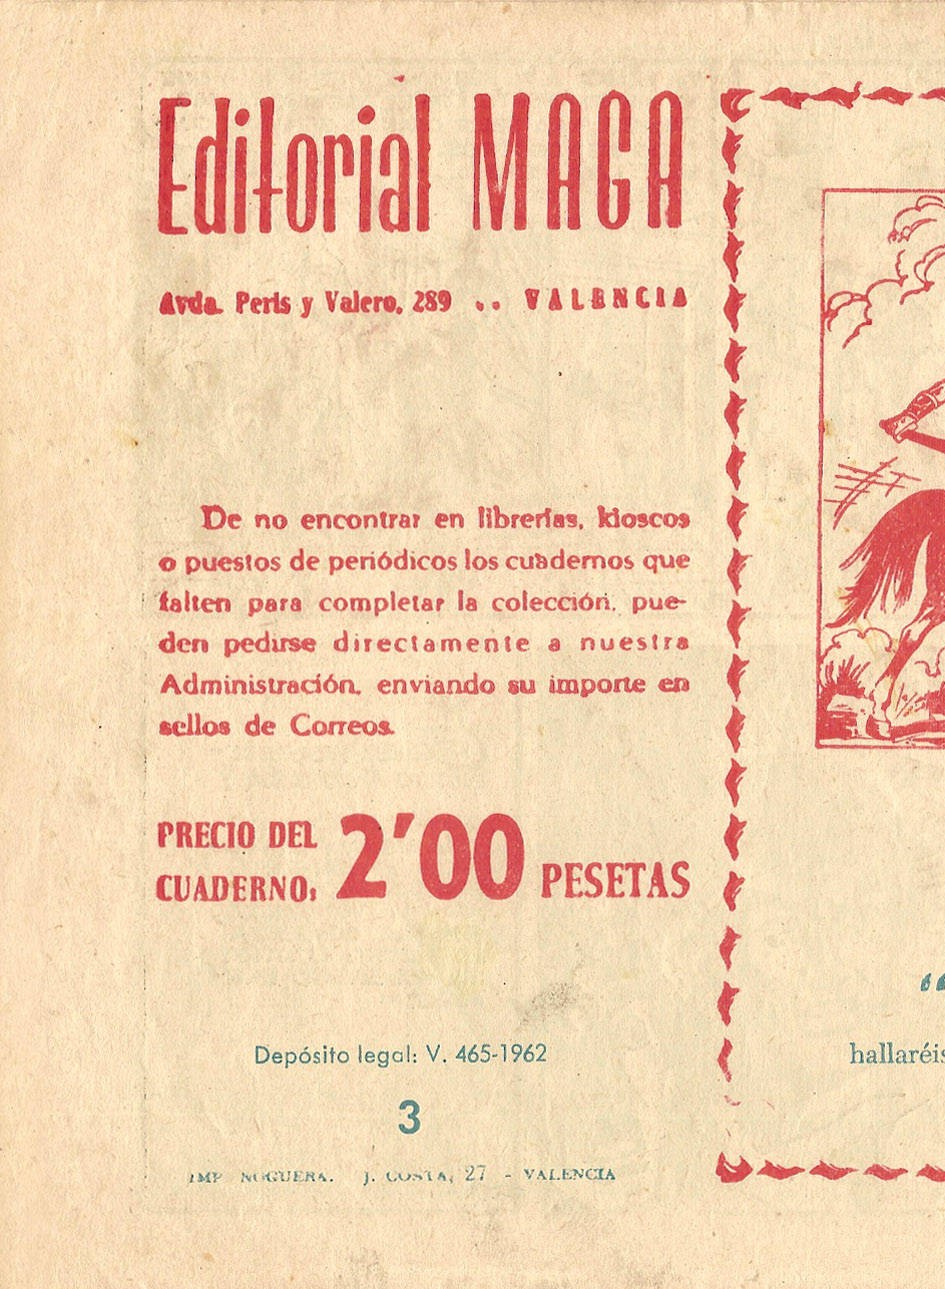 Editorial MAGA
Avda. Peris y Valero, 289 .. VALENCIA
De no encontrar en librerías, kioscos
o puestos de periódicos los cuadernos que
falten para completar la colección, pue-
den pedirse directamente a nuestra
Administración, enviando su importe en
sellos de Correos.
PRECIO DEL
CUADERNO: 2'00 PESETAS
Depósito legal: V. 465-1962
3
IMP NOGUERA. J. COSTA, 27 - VALENCIA
“
hallaréis